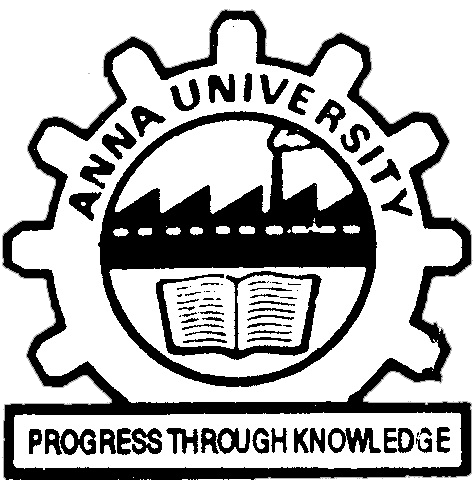 ANNA UNIVERSITY
PROGRESS THROUGH KNOWLEDGE